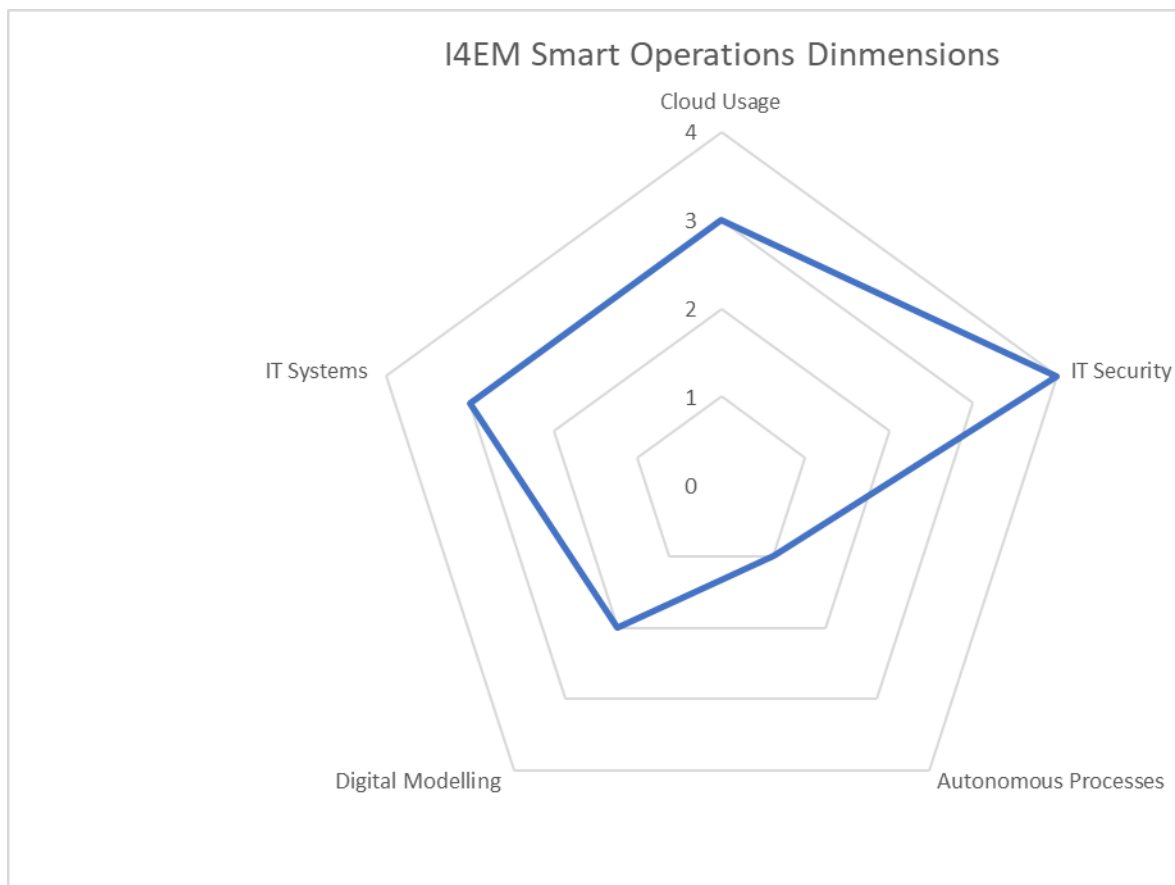 I4EM Smart Operations Dinmensions
Cloud Usage
4
3
2
IT Systems
IT Security
1
0
Digital Modelling
Autonomous Processes